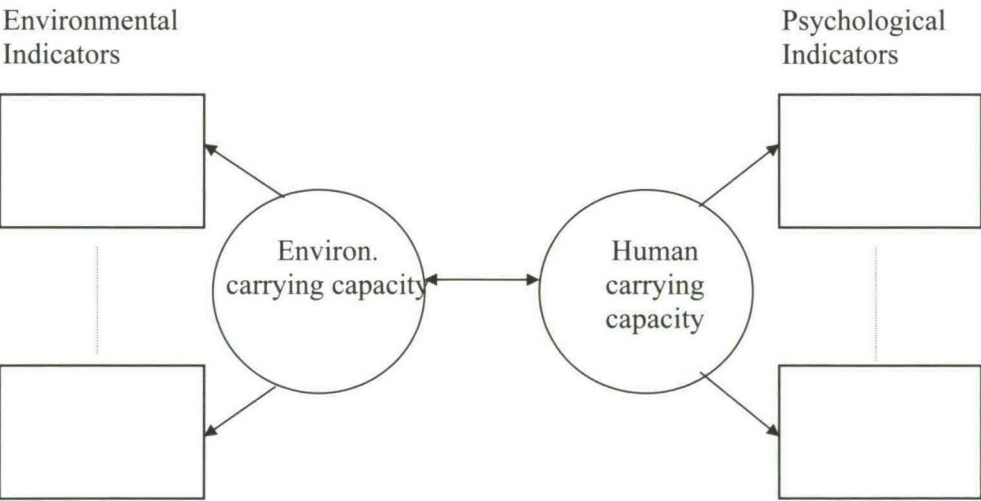 Environmental
Indicators
Psychological
Indicators
Environ.
carrying capacity
Human
carrying
capacity